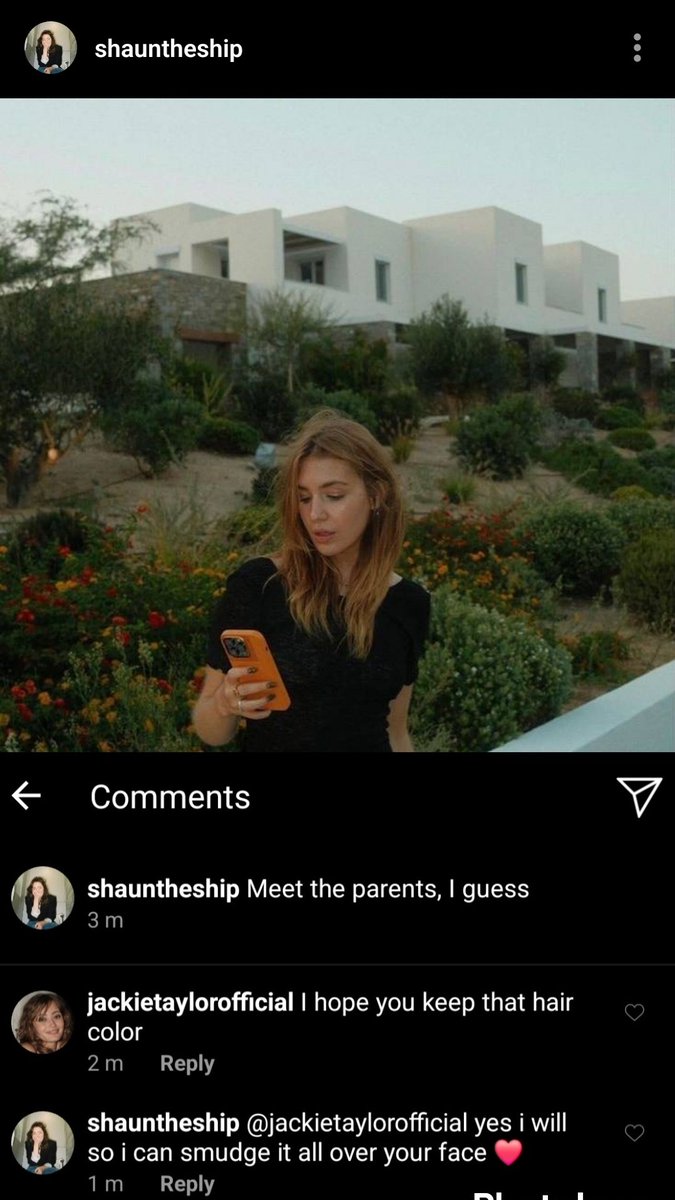 shauntheship
Comments
shauntheship Meet the parents, I guess
3 m
jackietaylorofficial I hope you keep that hair
color
2 m Reply
shauntheship @jackietaylorofficial yes i will
so i can smudge it all over your face ❤️
1 m Reply